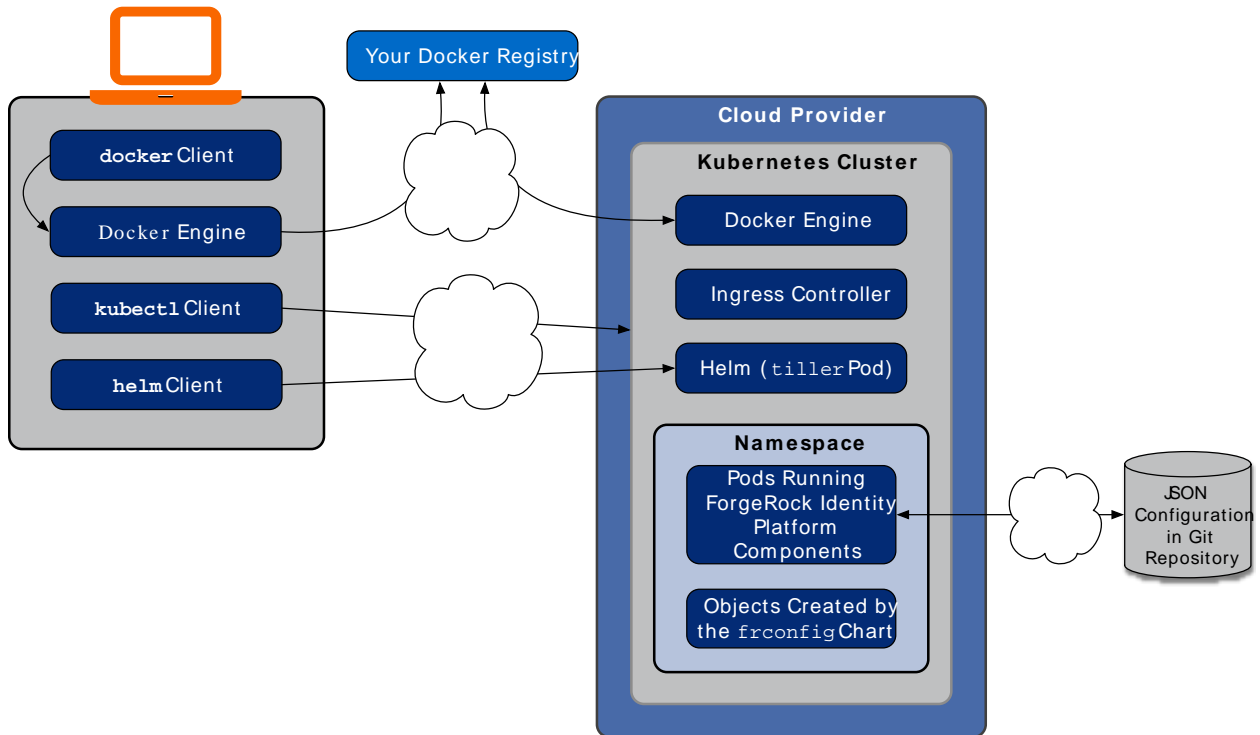 Your Docker Registry
docker Client
Docker Engine
kubectl Client
helm Client
Cloud Provider
Kubernetes Cluster
Docker Engine
Ingress Controller
Helm (tiller Pod)
Namespace
Pods Running
ForgeRock Identity
Platform
Components
Objects Created by
the frconfig Chart
JSON
Configuration
in Git
Repository